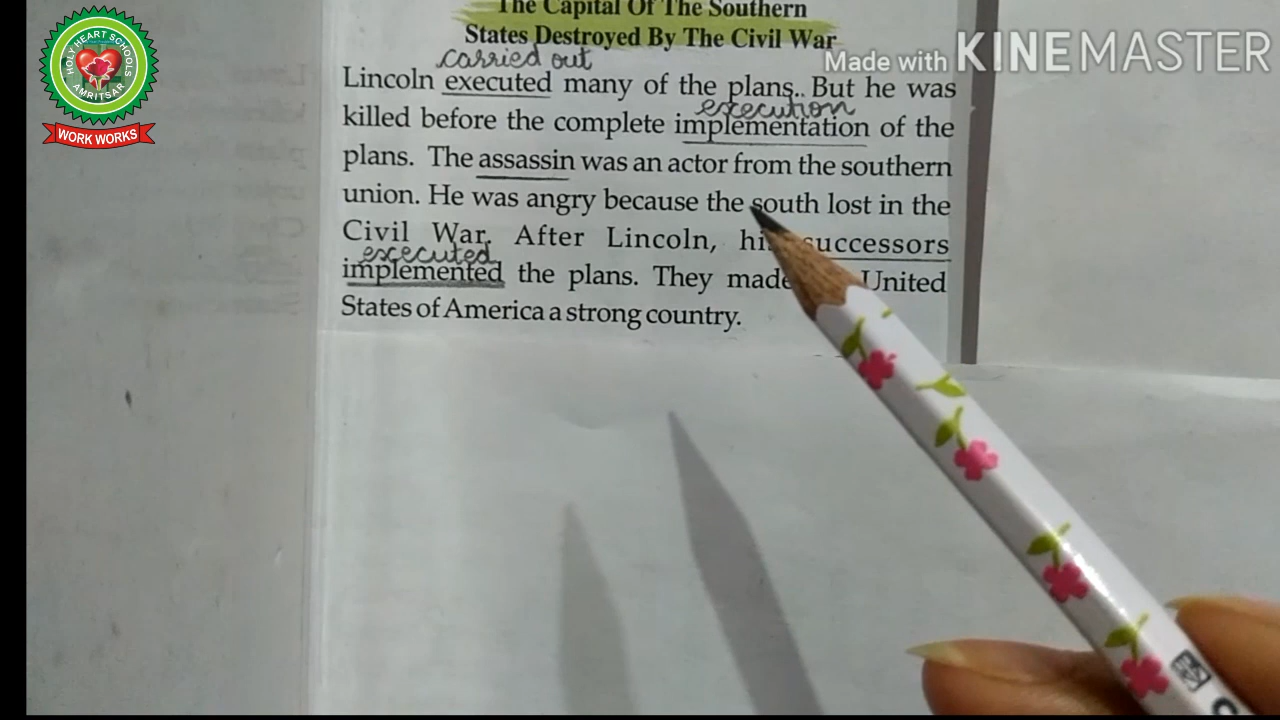 HOLY HEART SCHOOLS
AMRITSAR
WORK WORKS
Made with KINEMASTER
The Capital Of The Southern
States Destroyed By The Civil War
carried out
Lincoln executed many of the plans.. But he was
execution
killed before the complete implementation of the
plans. The assassin was an actor from the southern
union. He was angry because the south lost in the
Civil War. After Lincoln, successors
executed
implemented the plans. They made United
States of America a strong country.